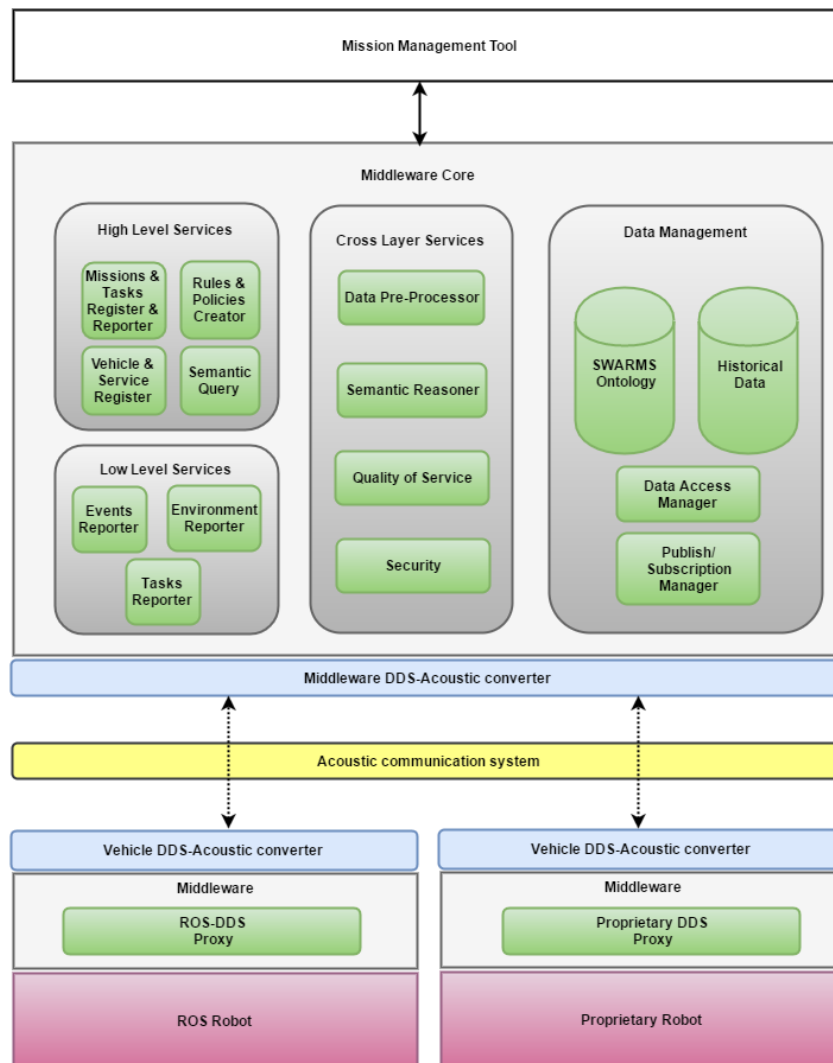 Mission Management Tool
Middleware Core
High Level Services
Missions &
Tasks
Register &
Reporter
Rules &
Policies
Creator
Vehicle &
Service
Register
Semantic
Query
Low Level Services
Events
Reporter
Environment
Reporter
Tasks
Reporter
Cross Layer Services
Data Pre-Processor
Semantic Reasoner
Quality of Service
Security
Data Management
SWARMS
Ontology
Historical
Data
Data Access
Manager
Publish/
Subscription
Manager
Middleware DDS-Acoustic converter
Acoustic communication system
Vehicle DDS-Acoustic converter
Middleware
ROS-DDS
Proxy
ROS Robot
Vehicle DDS-Acoustic converter
Middleware
Proprietary DDS
Proxy
Proprietary Robot